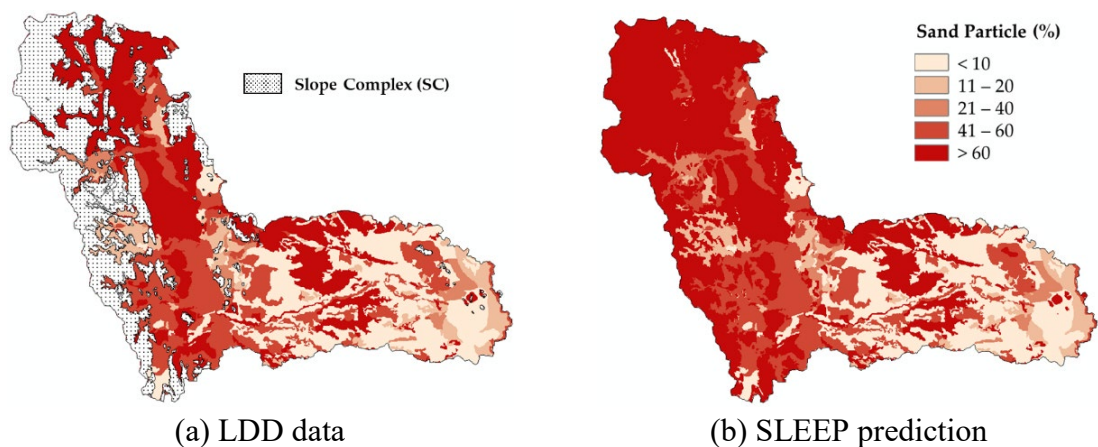 Slope Complex (SC)
Sand Particle (%)
< 10
11 – 20
21 – 40
41 – 60
> 60
(a) LDD data
(b) SLEEP prediction